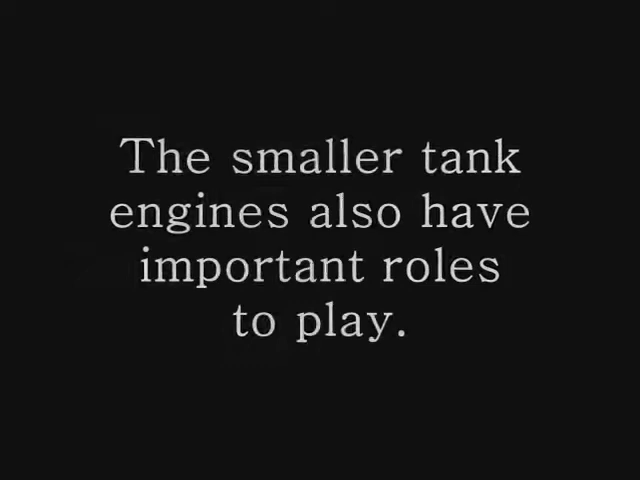 The smaller tank
engines also have
important roles
to play.